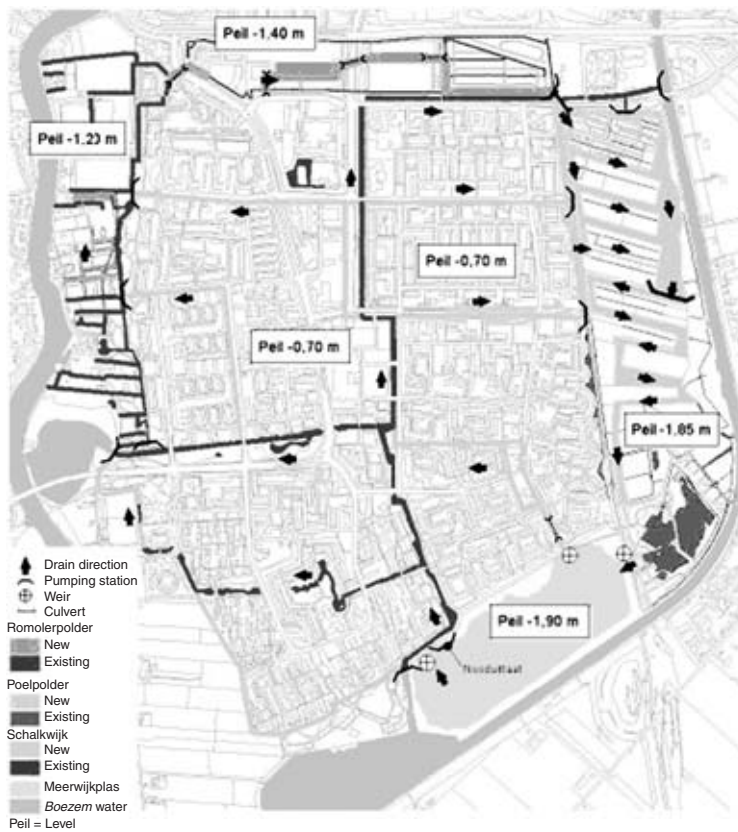 Peil -1.40 m
Peil -1.20 m
Peil -0,70 m
Peil -0,70 m
Peil -1,85 m
Peil -1,90 m
Drain direction
Pumping station
Weir
Culvert
Romolerpolder
New
Existing
Poelpolder
New
Existing
Schalkwijk
New
Existing
Meerwijkplas
Boezem water
Peil = Level